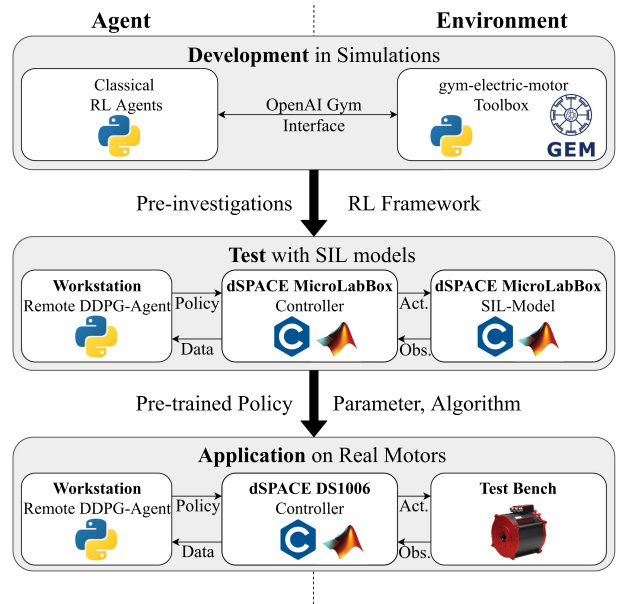 Agent
Environment
Development in Simulations
Classical
RL Agents
OpenAI Gym
Interface
gym-electric-motor
Toolbox
GEM
Pre-investigations
RL Framework
Test with SIL models
Workstation
Remote DDPG-Agent
Policy
Data
dSPACE MicroLabBox
Controller
C
Act.
Obs.
dSPACE MicroLabBox
SIL-Model
C
Pre-trained Policy
Parameter, Algorithm
Application on Real Motors
Workstation
Remote DDPG-Agent
Policy
Data
dSPACE DS1006
Controller
C
Act.
Obs.
Test Bench